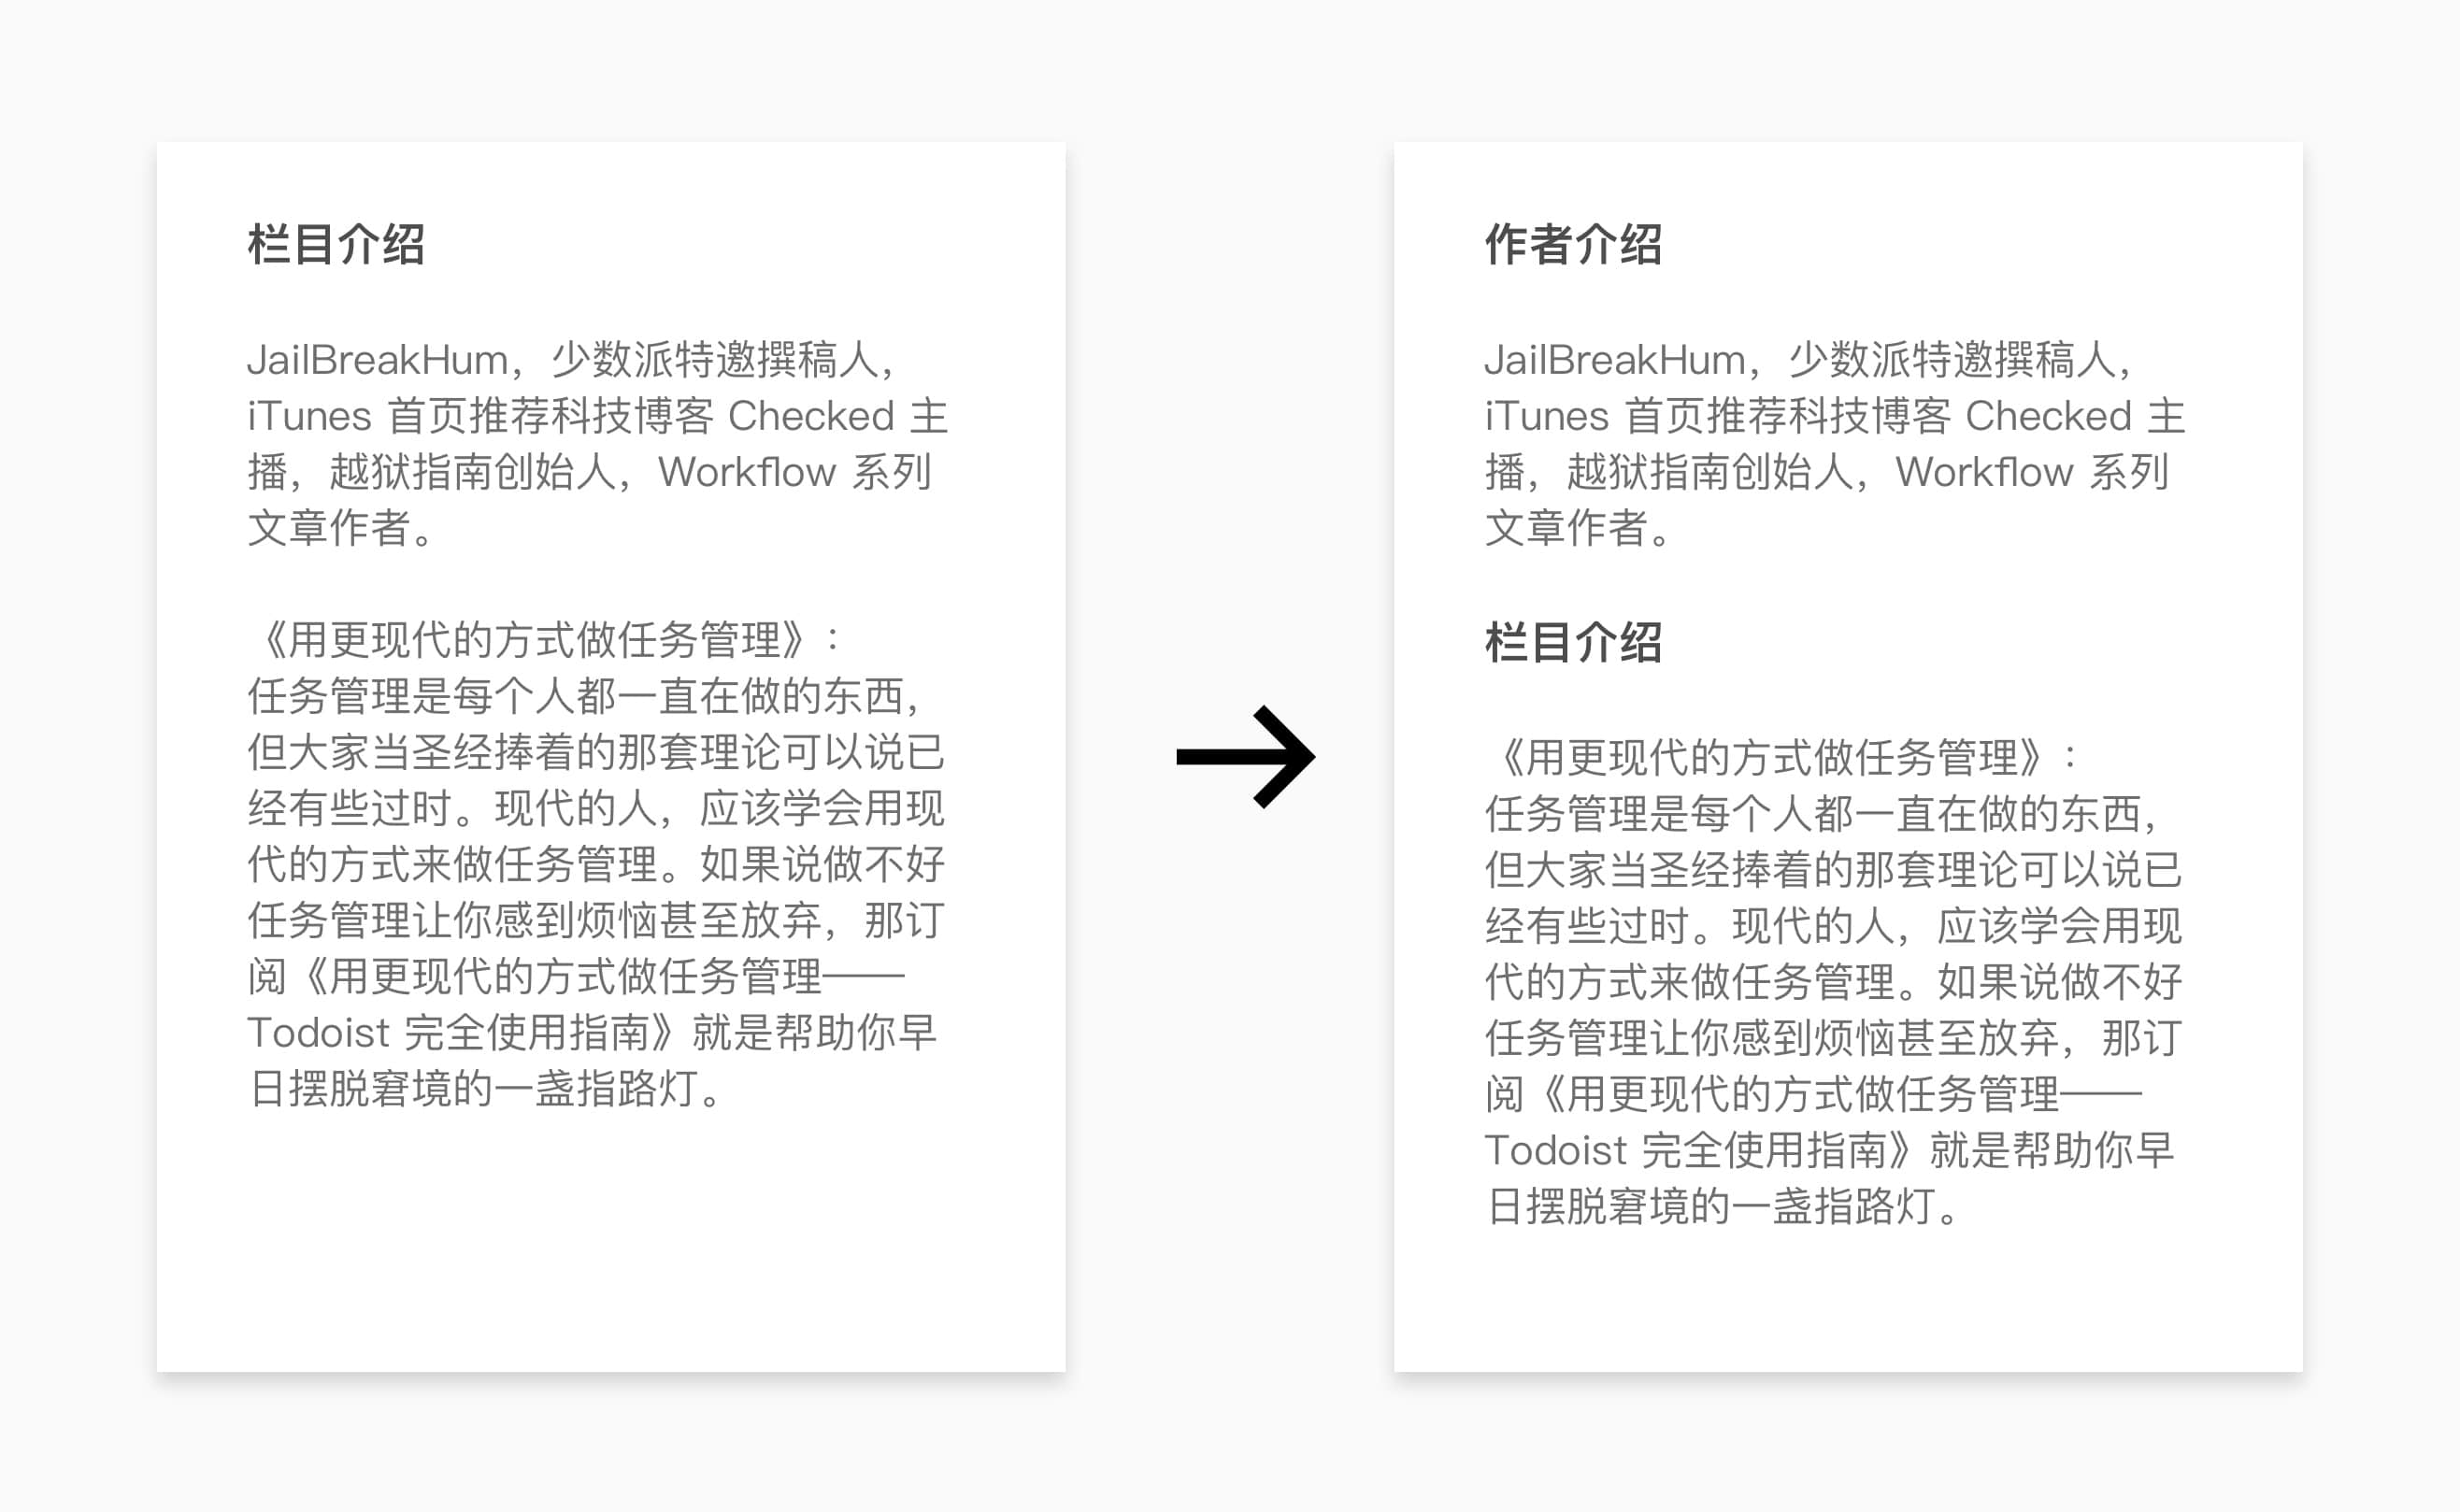 栏目介绍
JailBreakHum，少数派特邀撰稿人，
iTunes 首页推荐科技博客 Checked 主
播，越狱指南创始人，Workflow 系列
文章作者。
《用更现代的方式做任务管理》：
任务管理是每个人都一直在做的东西，
但大家当圣经捧着的那套理论可以说已
经有些过时。现代的人，应该学会用现
代的方式来做任务管理。如果说做不好
任务管理让你感到烦恼甚至放弃，那订
阅《用更现代的方式做任务管理——
Todoist 完全使用指南》就是帮助你早
日摆脱窘境的一盏指路灯。
作者介绍
JailBreakHum，少数派特邀撰稿人，
iTunes 首页推荐科技博客 Checked 主
播，越狱指南创始人，Workflow 系列
文章作者。
栏目介绍
《用更现代的方式做任务管理》：
任务管理是每个人都一直在做的东西，
但大家当圣经捧着的那套理论可以说已
经有些过时。现代的人，应该学会用现
代的方式来做任务管理。如果说做不好
任务管理让你感到烦恼甚至放弃，那订
阅《用更现代的方式做任务管理——
Todoist 完全使用指南》就是帮助你早
日摆脱窘境的一盏指路灯。